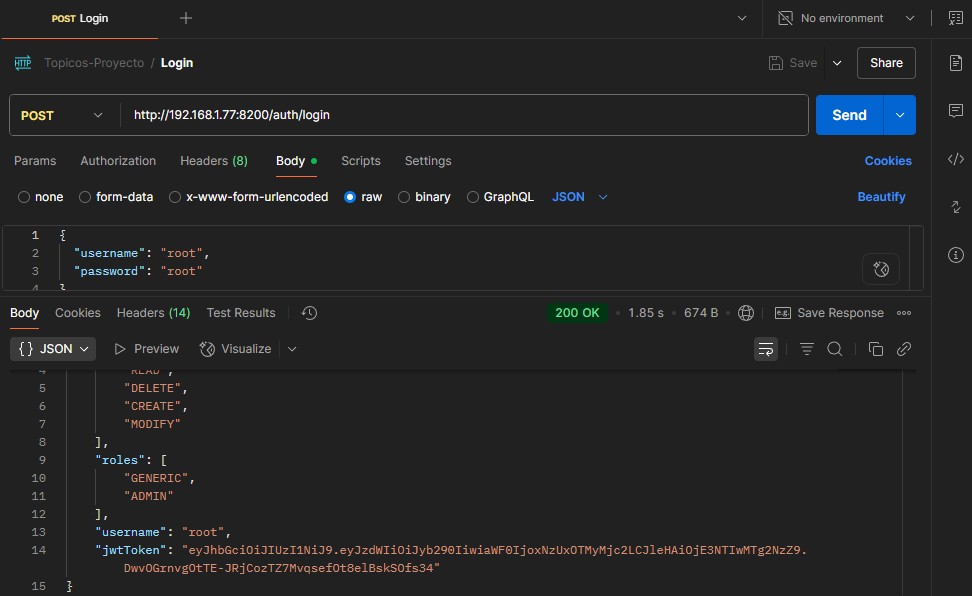 POST Login
No environment
HTTP Topicos-Proyecto / Login Save Share
POST http://192.168.1.77:8200/auth/login Send
Params Authorization Headers (8) Body Scripts Settings Cookies
none form-data x-www-form-urlencoded raw binary GraphQL JSON Beautify
1 {
2 "username": "root",
3 "password": "root"
4 }
Body Cookies Headers (14) Test Results 200 OK 1.85 s 674 B e.g. Save Response
{} JSON Preview Visualize
4 "READ",
5 "DELETE",
6 "CREATE",
7 "MODIFY"
8 ],
9 "roles": [
10 "GENERIC",
11 "ADMIN"
12 ],
13 "username": "root",
14 "jwtToken": "eyJhbGciOiJIUzI1NiJ9.eyJzdWIiOiJyb290IiwiaWF0IjoxNzUxOTMyMjc2LCJleHAiOjE3NTIwMTg2NzZ9.
DwvOGrnvgOtTE-JRjCozTZ7MvqsefOt8elBskSOfs34"
15 }